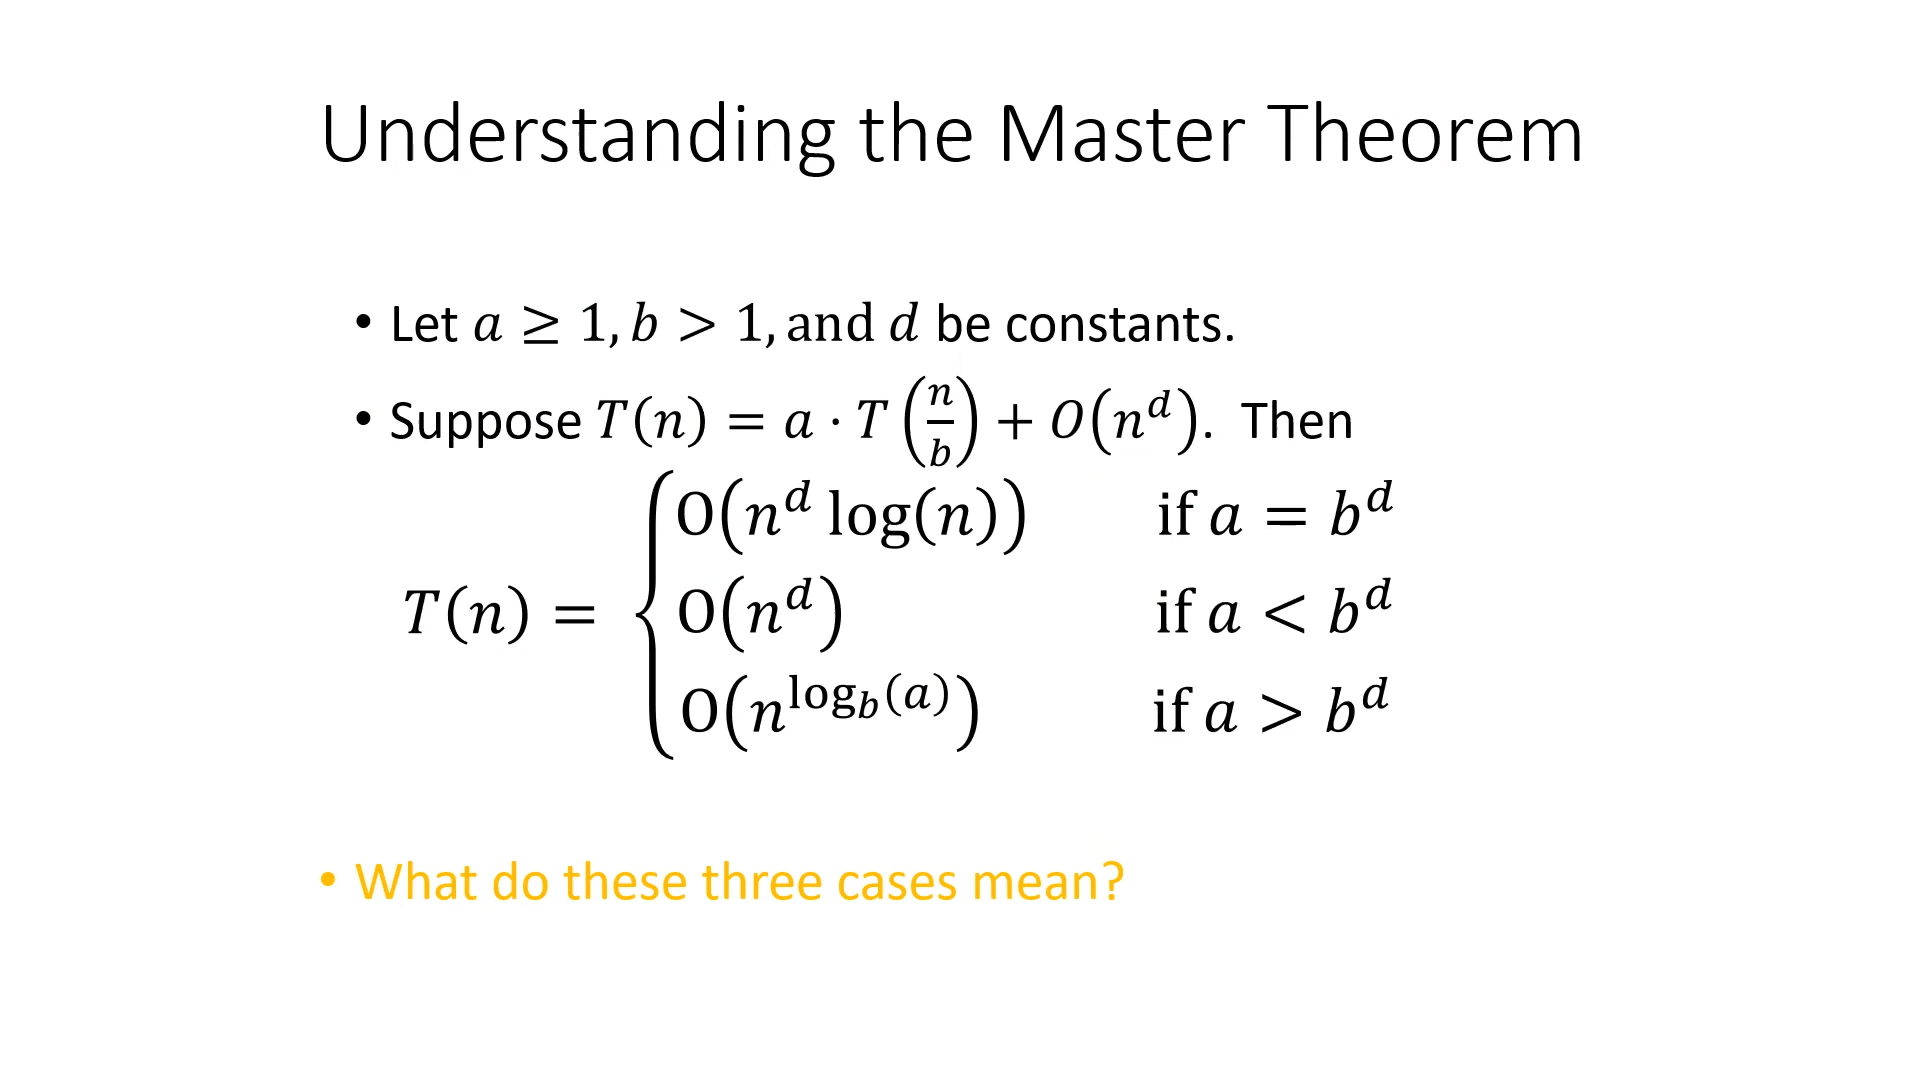 Understanding the Master Theorem
• Let a ≥ 1, b > 1, and d be constants.
• Suppose T(n) = a · T(n/b) + O(n^d). Then
T(n) = { O(n^d log(n)) if a = b^d
O(n^d) if a < b^d
O(n^{log_b(a)}) if a > b^d
• What do these three cases mean?